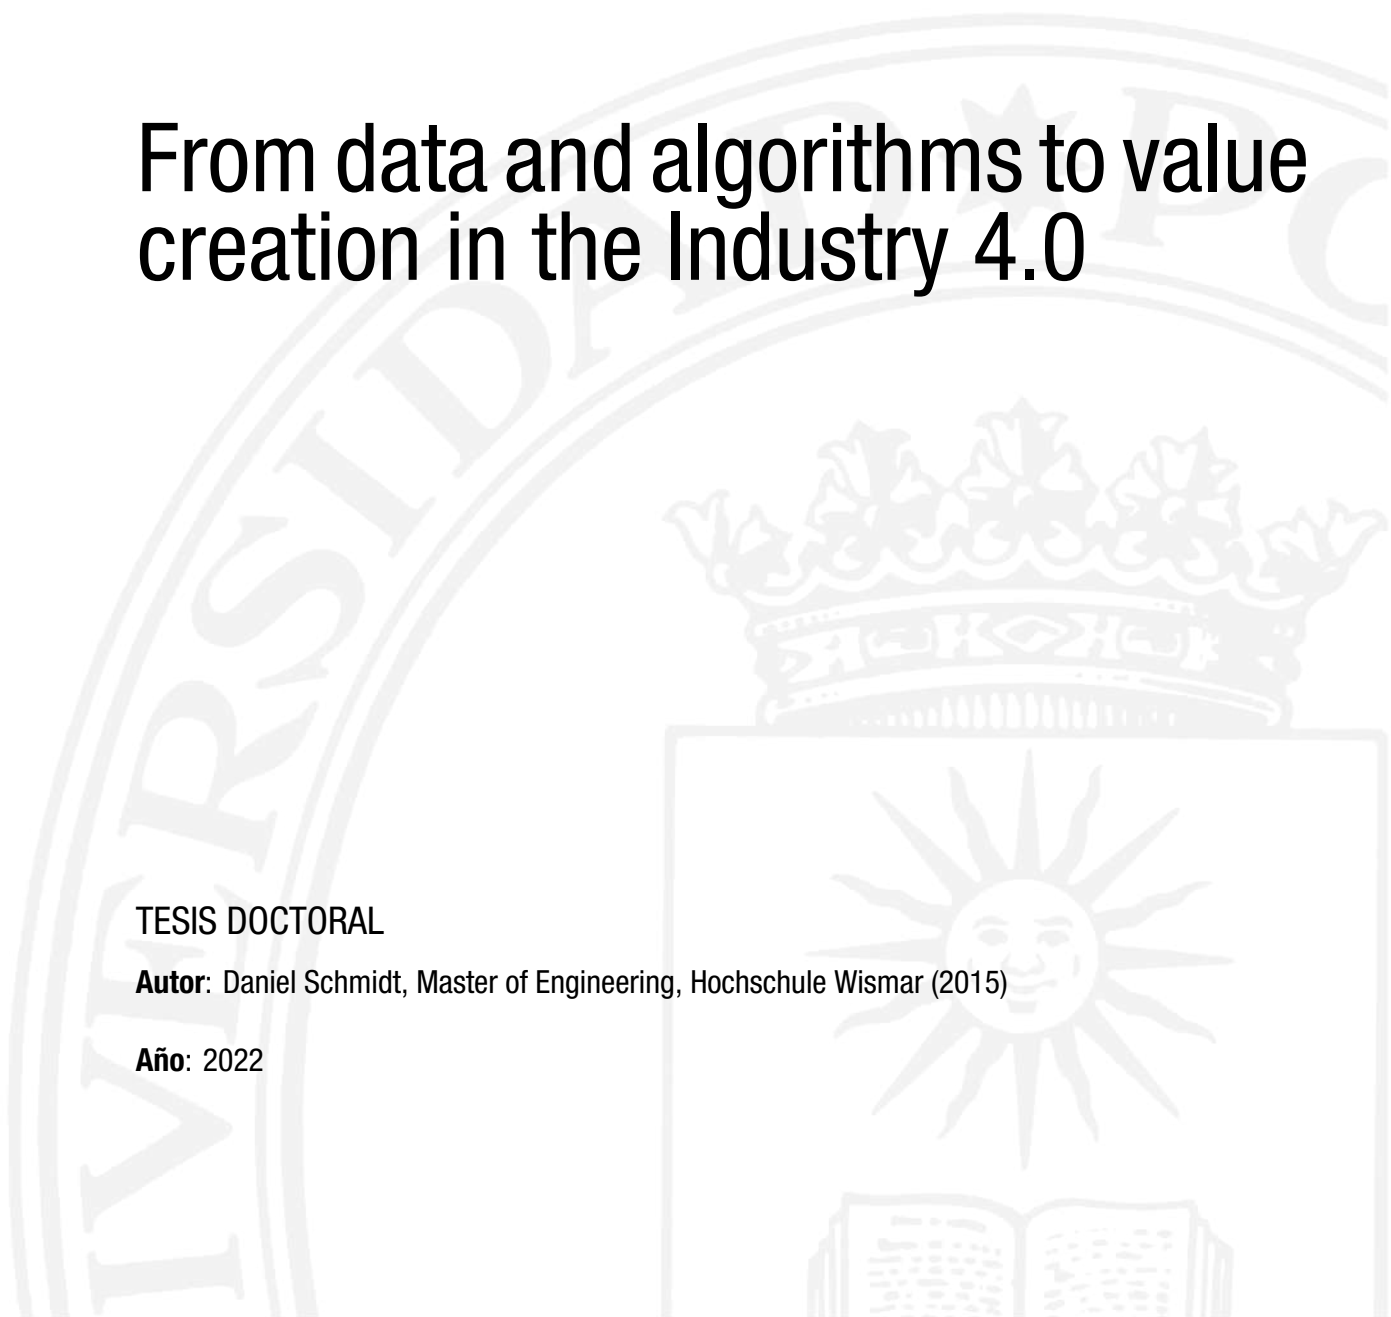 From data and algorithms to value
creation in the Industry 4.0
TESIS DOCTORAL
Autor: Daniel Schmidt, Master of Engineering, Hochschule Wismar (2015)
Año: 2022